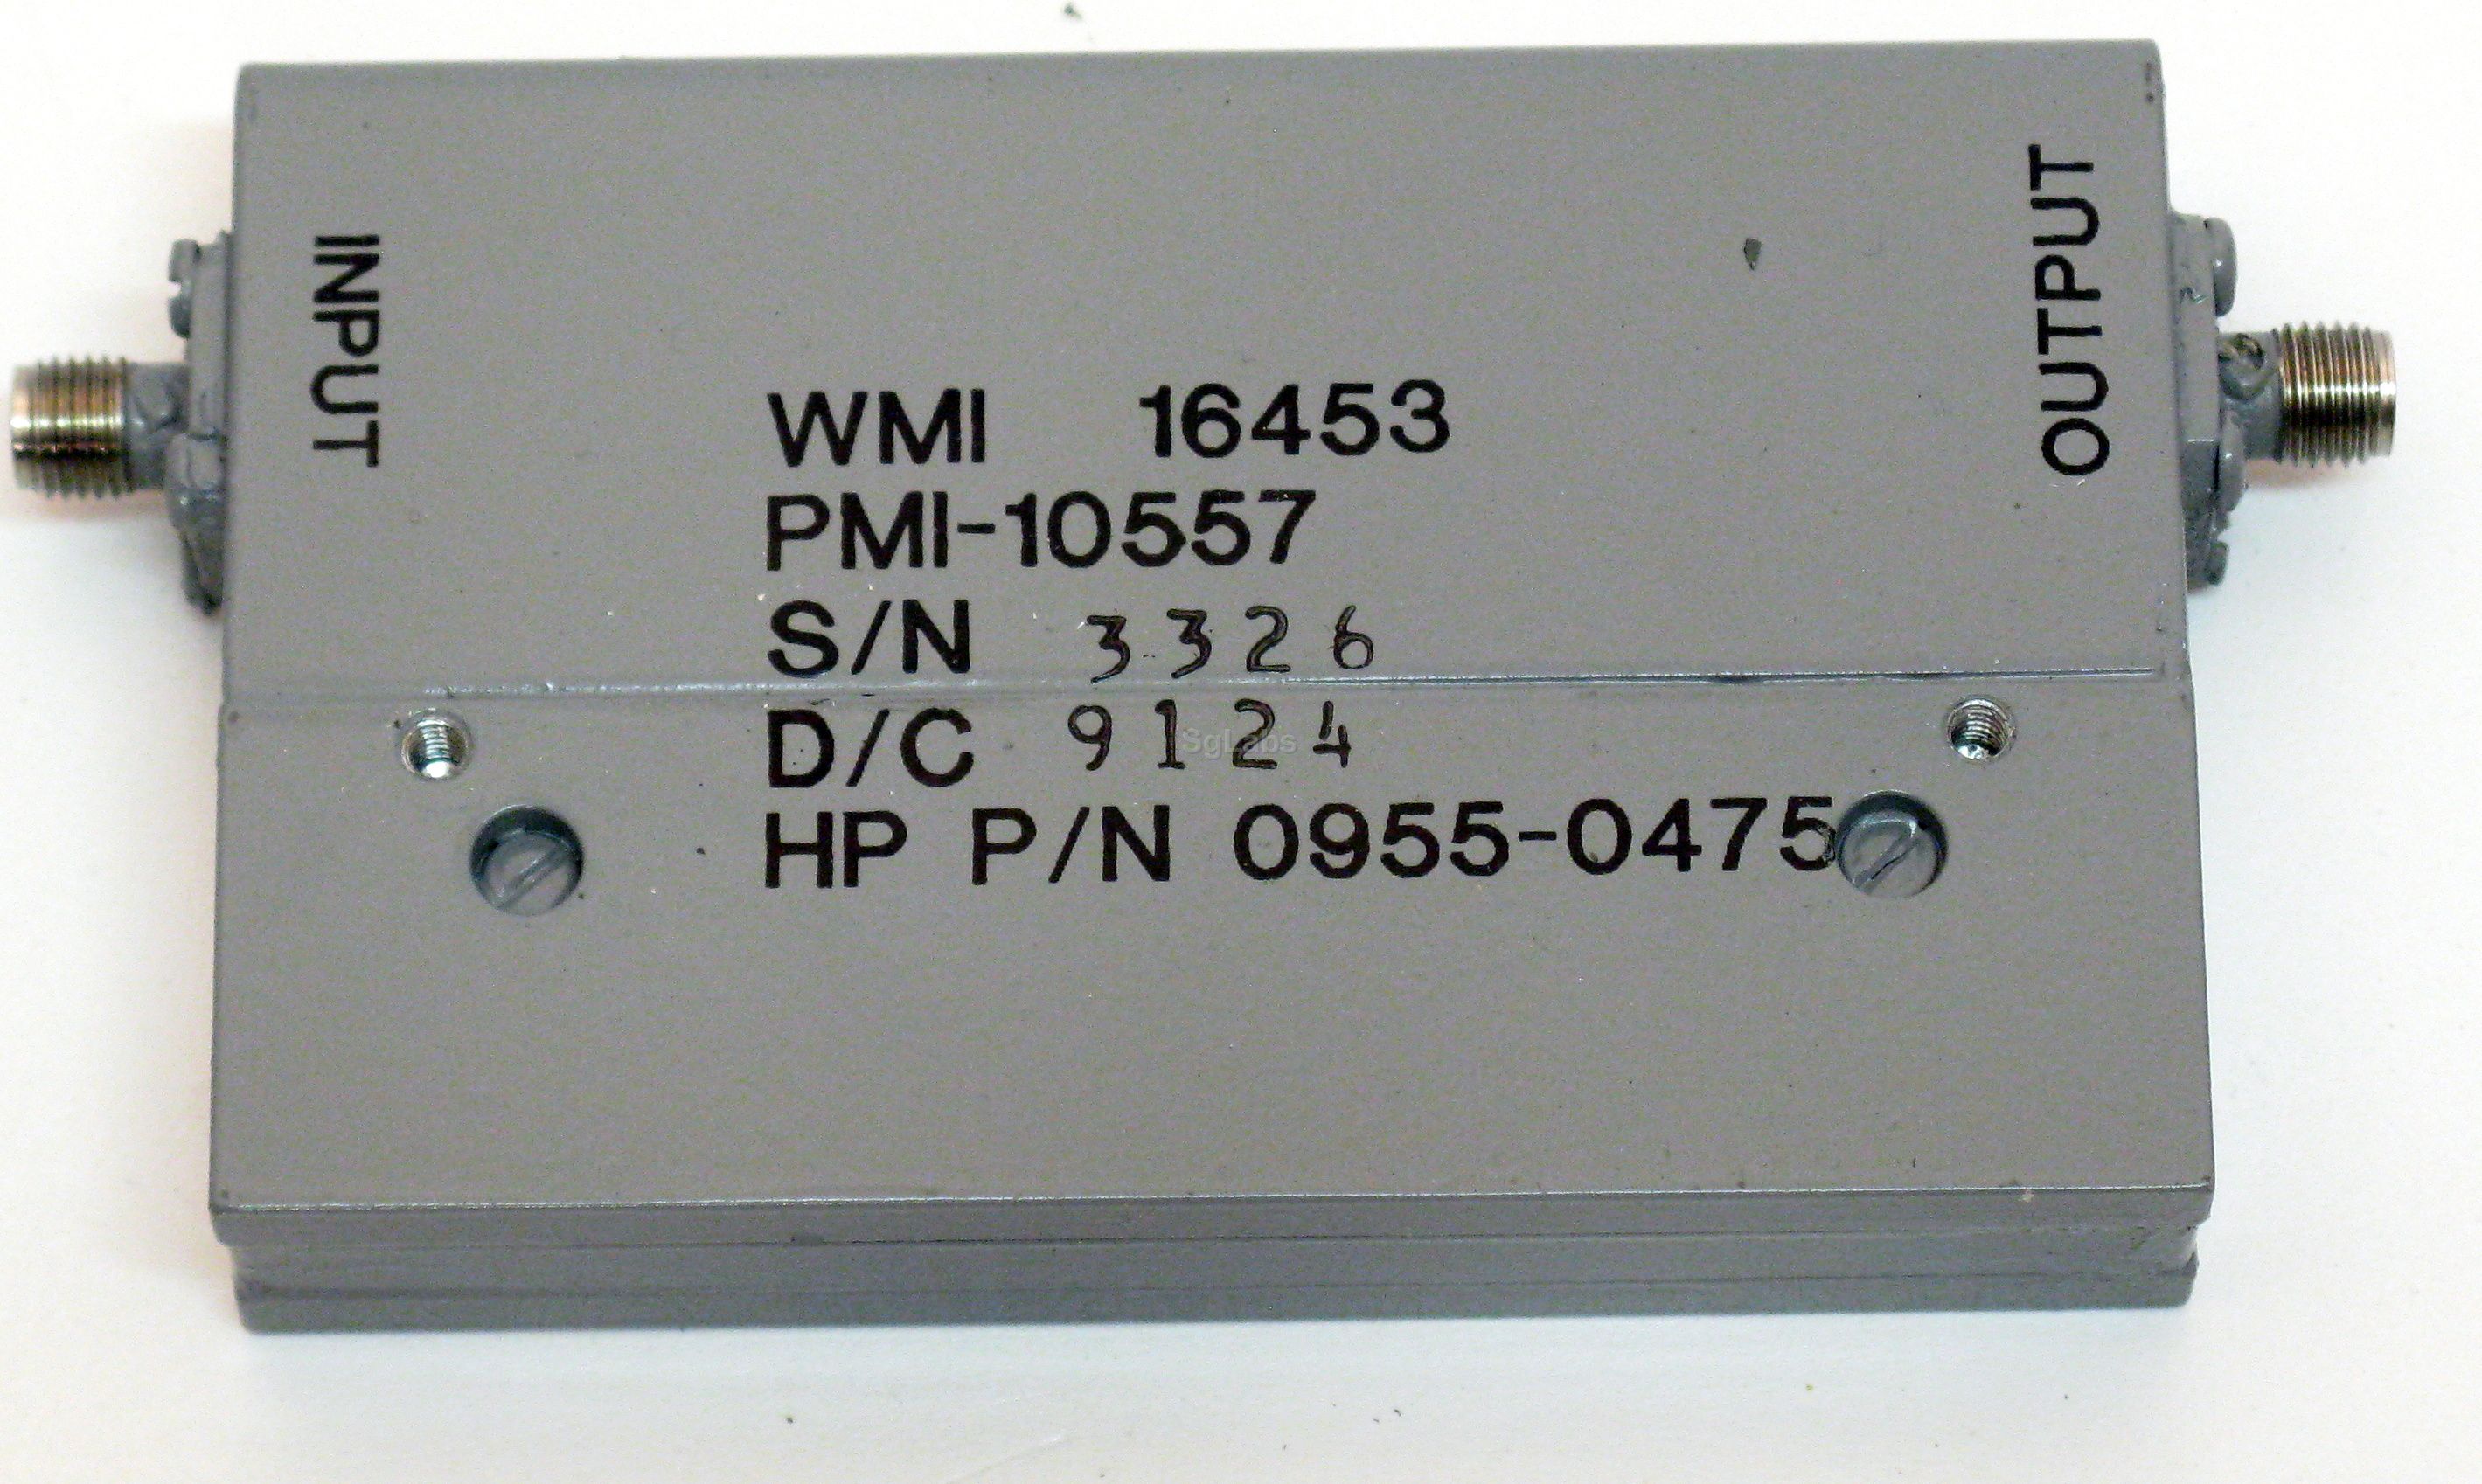 INPUT
OUTPUT
WMI 16453
PMI-10557
S/N 3326
D/C 9124
SgLabs
HP P/N 0955-0475